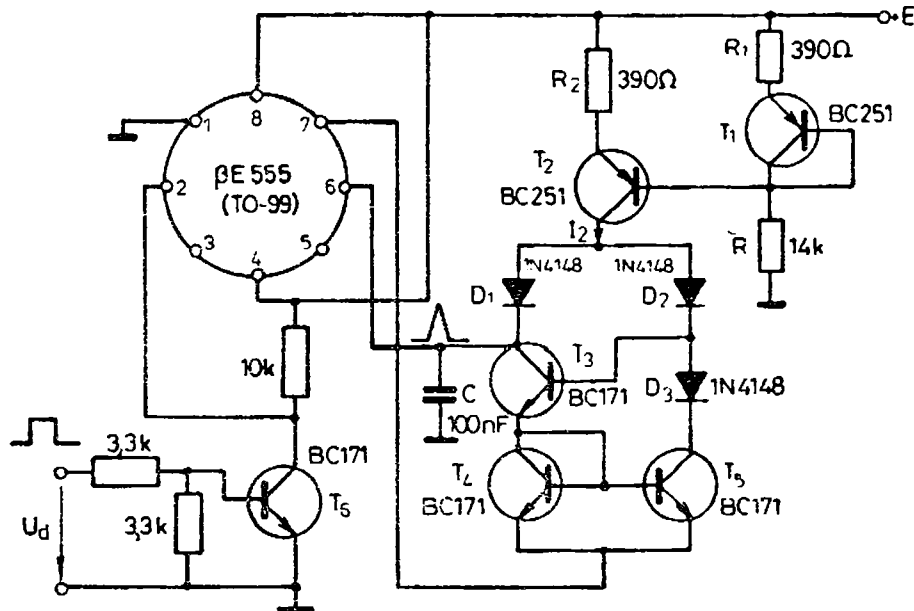 +E
R₁
390Ω
R₂
390Ω
BC251
T₁
1
8
7
T₂
BC251
βE 555
(TO-99)
2
6
I₂
R
14k
3
5
4
1N4148
1N4148
D₁
D₂
10k
T₃
BC171
D₃
1N4148
C
100nF
3,3k
BC171
T₄
BC171
T₅
BC171
3,3k
T₅
U_d